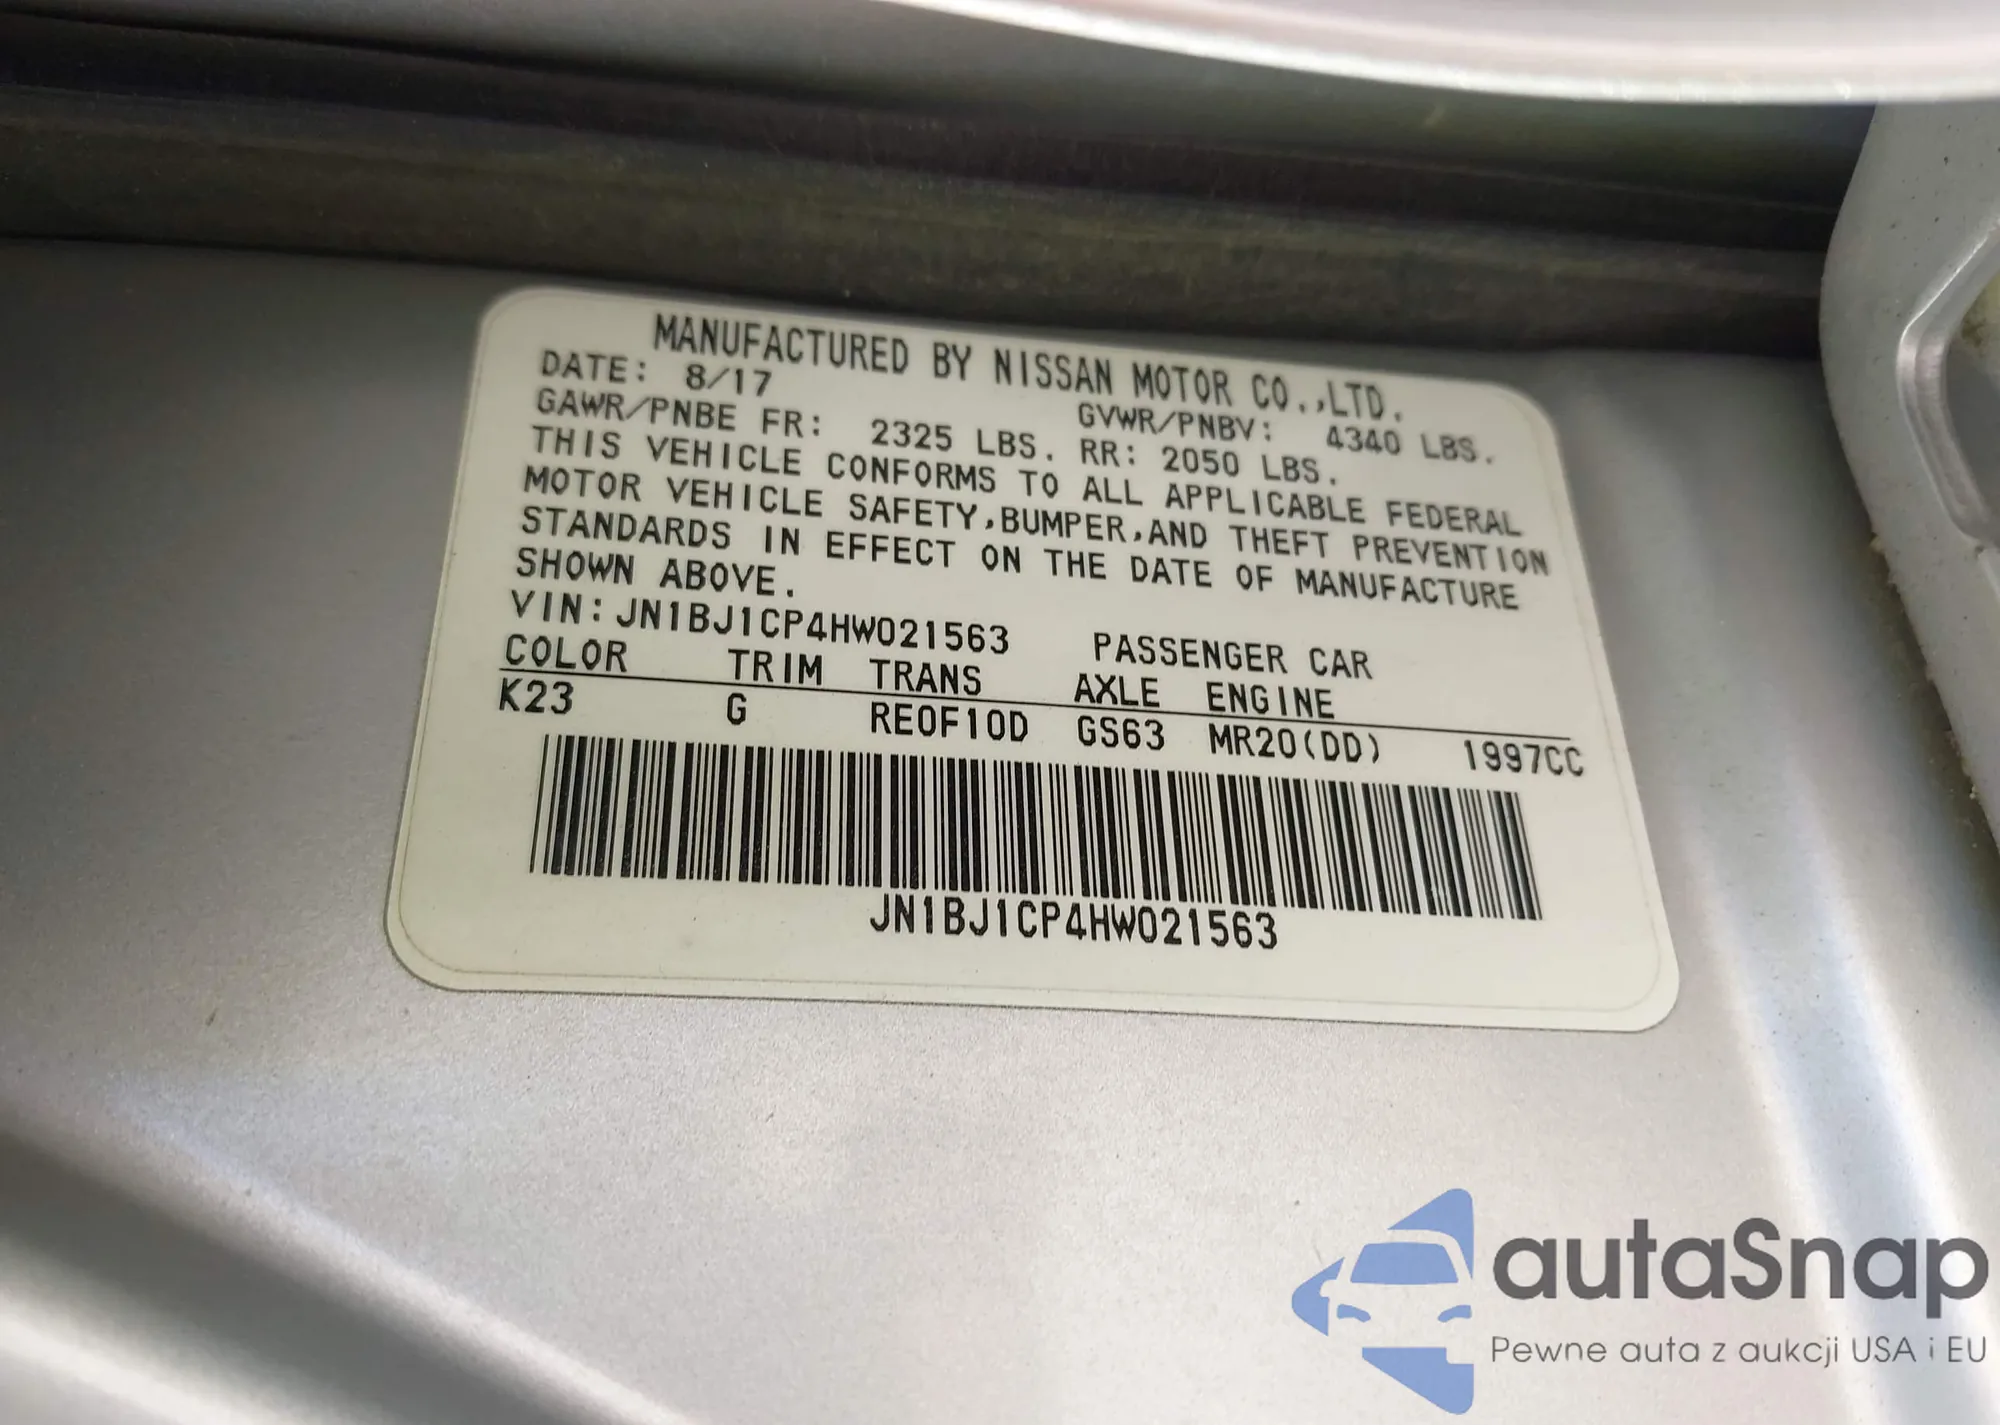 MANUFACTURED BY NISSAN MOTOR CO.,LTD.
DATE: 8/17 GVWR/PNBV: 4340 LBS.
GAWR/PNBE FR: 2325 LBS. RR: 2050 LBS.
THIS VEHICLE CONFORMS TO ALL APPLICABLE FEDERAL
MOTOR VEHICLE SAFETY,BUMPER,AND THEFT PREVENTION
STANDARDS IN EFFECT ON THE DATE OF MANUFACTURE
SHOWN ABOVE.
VIN:JN1BJ1CP4HW021563 PASSENGER CAR
COLOR TRIM TRANS AXLE ENGINE
K23 G RE0F10D GS63 MR20(DD) 1997CC
JN1BJ1CP4HW021563
autaSnap
Pewne auta z aukcji USA i EU